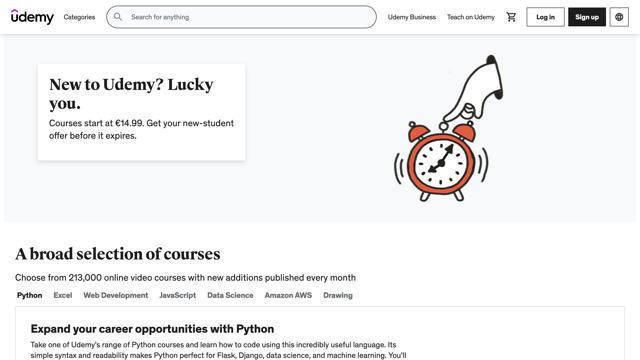 udemy
Categories
Search for anything
Udemy Business
Teach on Udemy
Log in
Sign up
New to Udemy? Lucky
you.
Courses start at €14.99. Get your new-student
offer before it expires.
A broad selection of courses
Choose from 213,000 online video courses with new additions published every month
Python
Excel
Web Development
JavaScript
Data Science
Amazon AWS
Drawing
Expand your career opportunities with Python
Take one of Udemy's range of Python courses and learn how to code using this incredibly useful language. Its
simple syntax and readability makes Python perfect for Flask, Django, data science, and machine learning. You'll